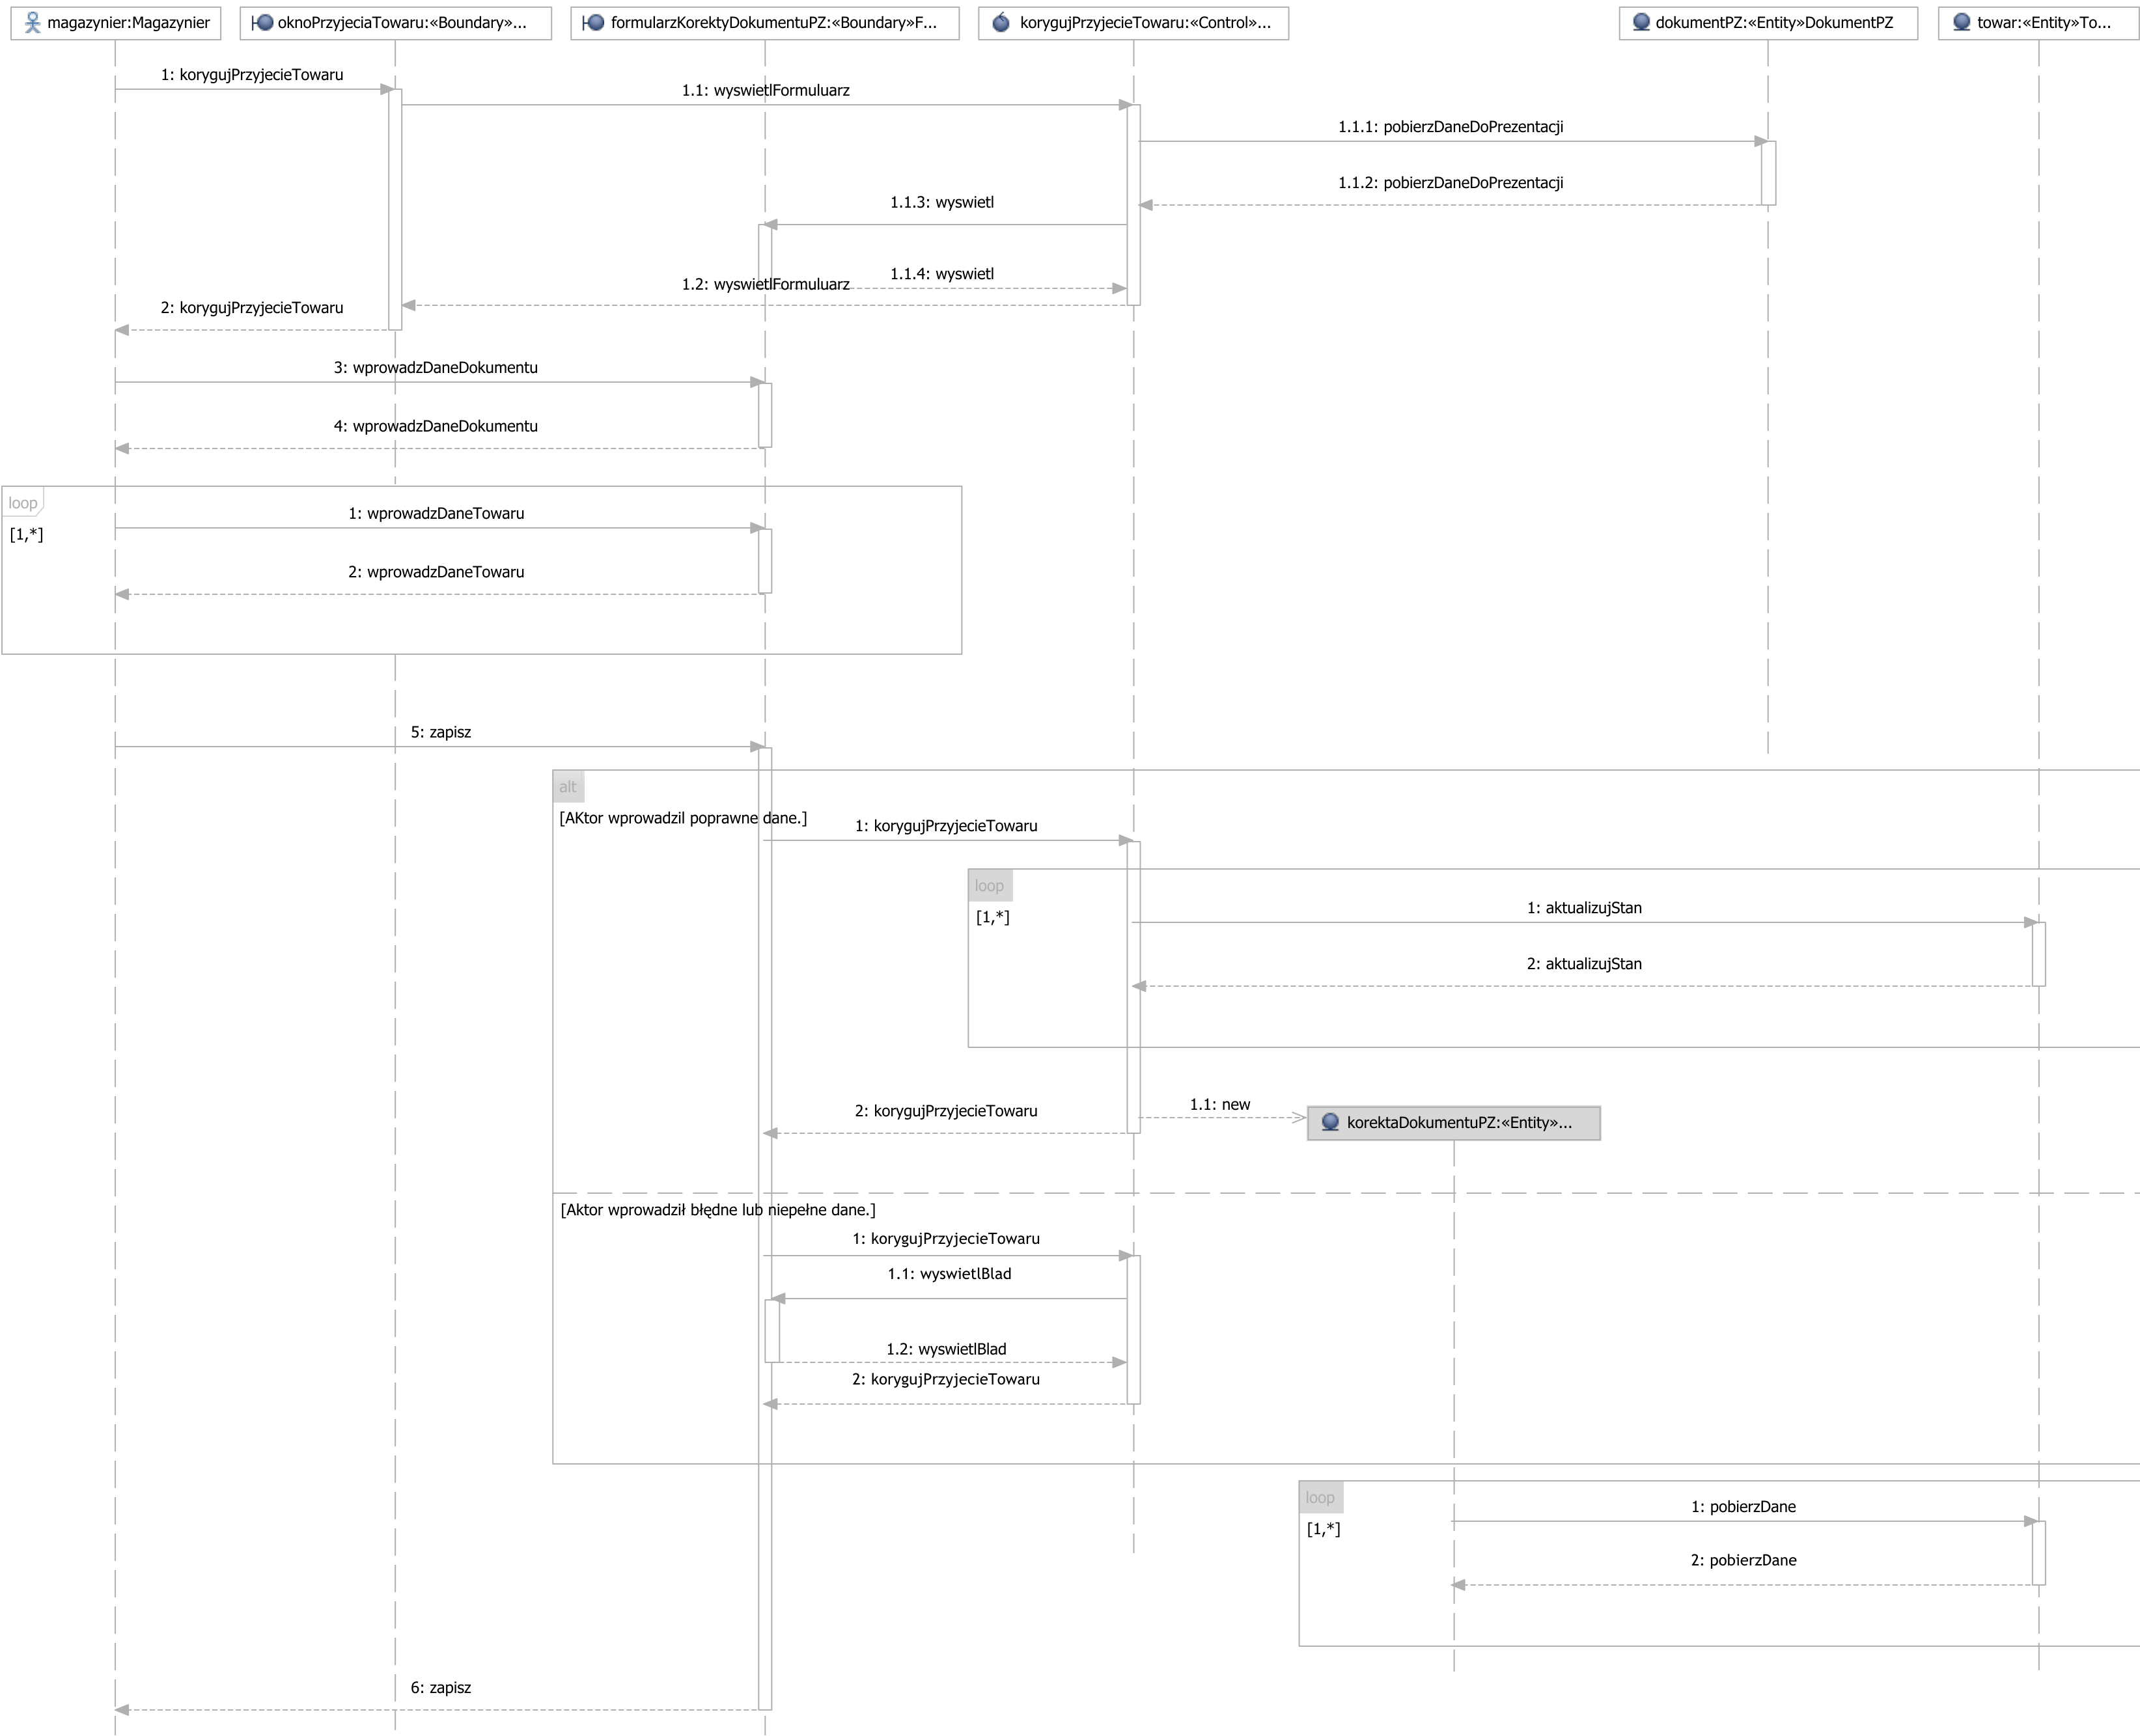 magazynier:Magazynier
oknoPrzyjeciaTowaru:«Boundary»...
formularzKorektyDokumentuPZ:«Boundary»F...
korygujPrzyjecieTowaru:«Control»...
dokumentPZ:«Entity»DokumentPZ
towar:«Entity»To...
1: korygujPrzyjecieTowaru
1.1: wyswietlFormuluarz
1.1.1: pobierzDaneDoPrezentacji
1.1.2: pobierzDaneDoPrezentacji
1.1.3: wyswietl
1.1.4: wyswietl
1.2: wyswietlFormuluarz
2: korygujPrzyjecieTowaru
3: wprowadzDaneDokumentu
4: wprowadzDaneDokumentu
loop
[1,*]
1: wprowadzDaneTowaru
2: wprowadzDaneTowaru
5: zapisz
alt
[AKtor wprowadzil poprawne dane.]
1: korygujPrzyjecieTowaru
loop
[1,*]
1: aktualizujStan
2: aktualizujStan
1.1: new
2: korygujPrzyjecieTowaru
korektaDokumentuPZ:«Entity»...
[Aktor wprowadził błędne lub niepełne dane.]
1: korygujPrzyjecieTowaru
1.1: wyswietlBlad
1.2: wyswietlBlad
2: korygujPrzyjecieTowaru
loop
[1,*]
1: pobierzDane
2: pobierzDane
6: zapisz